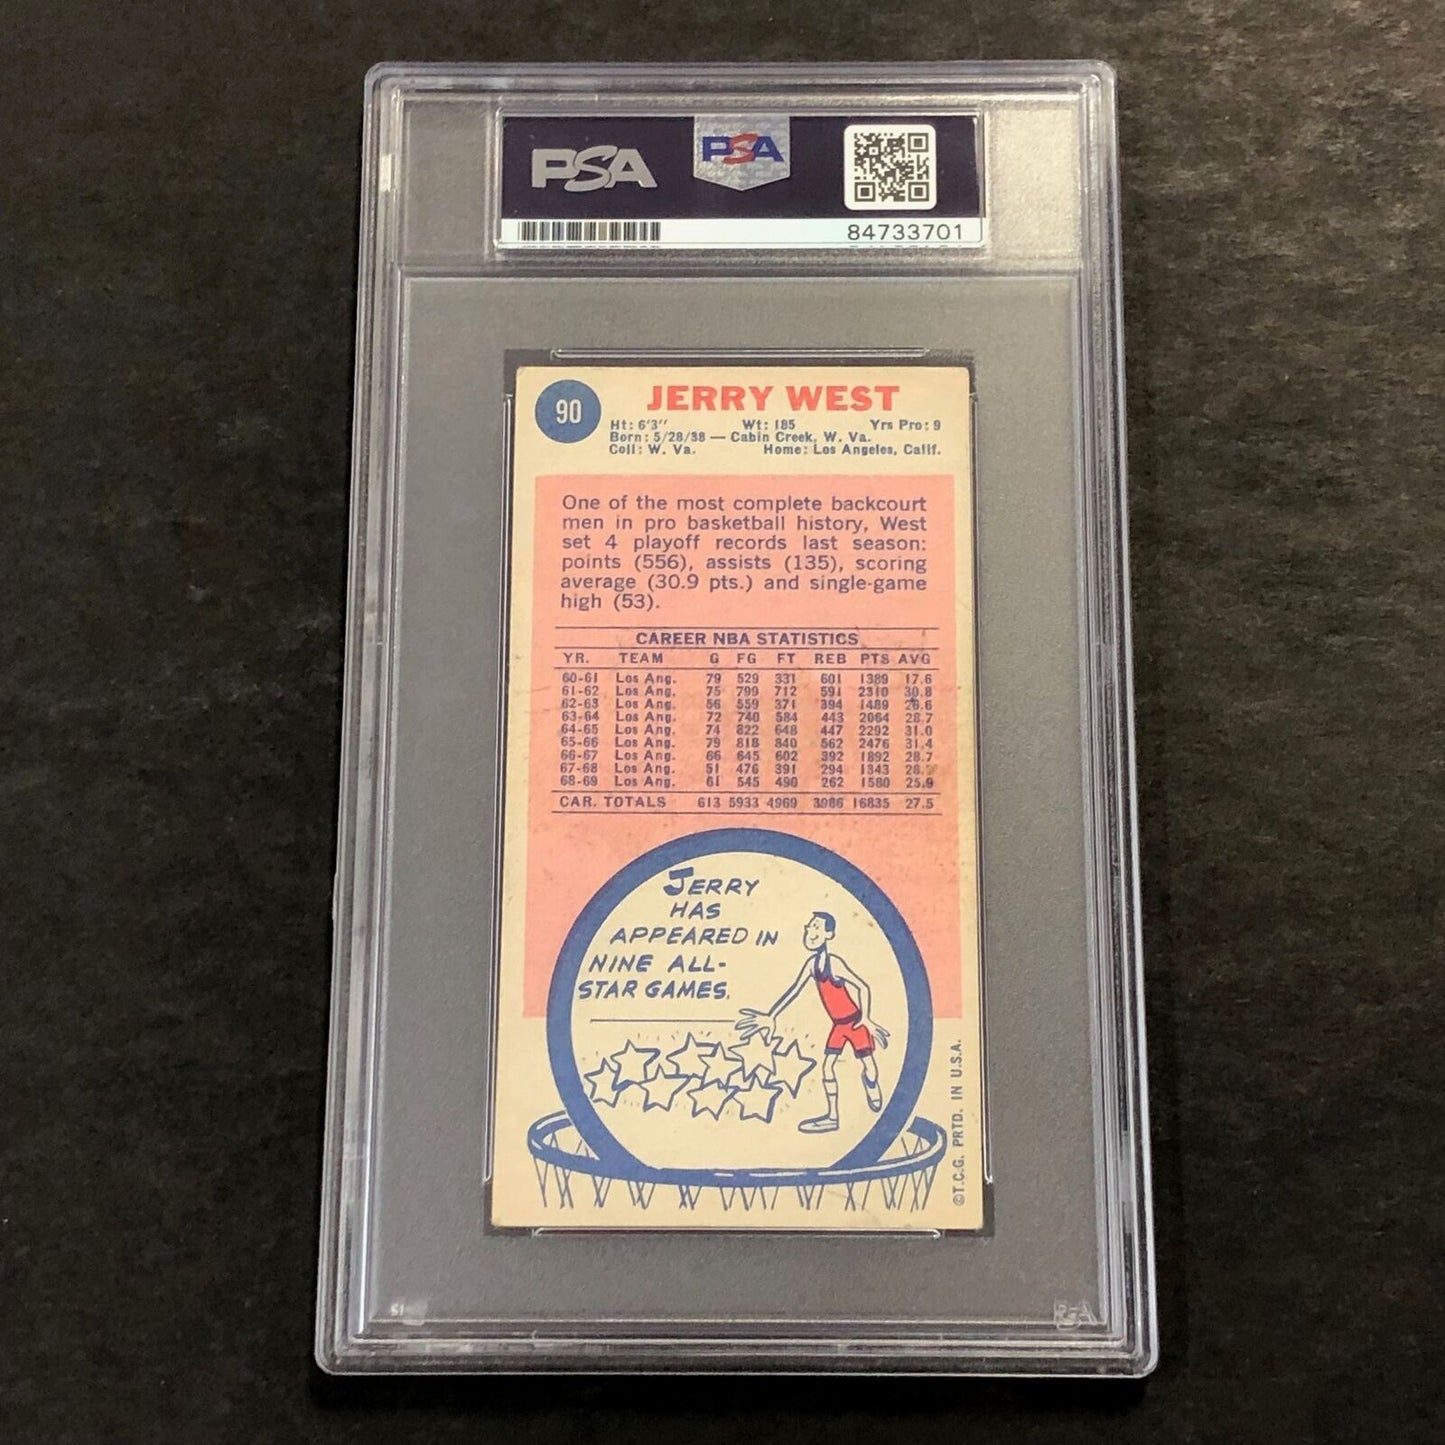 PSA
PSA
84733701
90
JERRY WEST
Ht: 6'3" Wt: 185 Yrs Pro: 9
Born: 5/28/38 — Cabin Creek, W. Va.
Coll: W. Va. Home: Los Angeles, Calif.
One of the most complete backcourt
men in pro basketball history, West
set 4 playoff records last season:
points (556), assists (135), scoring
average (30.9 pts.) and single-game
high (53).
CAREER NBA STATISTICS
YR. TEAM G FG FT REB PTS AVG
60-61 Los Ang. 79 529 331 601 1389 17.6
61-62 Los Ang. 75 799 712 591 2310 30.8
62-63 Los Ang. 56 559 371 394 1489 26.6
63-64 Los Ang. 72 740 584 443 2064 28.7
64-65 Los Ang. 74 822 648 447 2292 31.0
65-66 Los Ang. 79 818 840 562 2476 31.4
66-67 Los Ang. 66 645 602 392 1892 28.7
67-68 Los Ang. 51 476 391 294 1343
68-69 Los Ang. 61 545 490 262 1580 25.9
CAR. TOTALS 613 5933 4969 3986 16835 27.5
JERRY
HAS
APPEARED IN
NINE ALL-
STAR GAMES.
©T.C.G. PRTD. IN U.S.A.